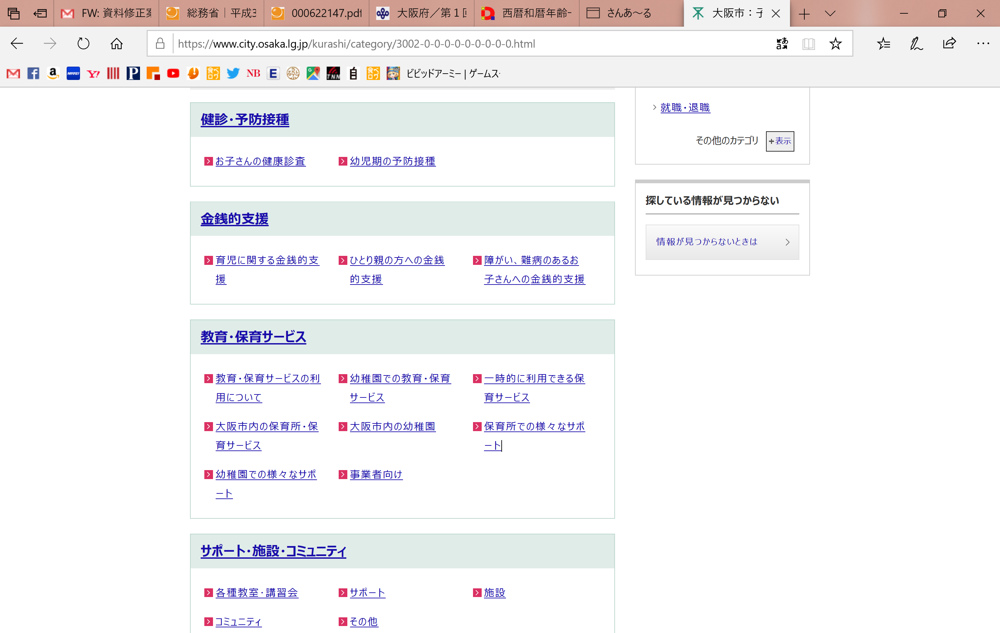 FW: 資料修正案
総務省｜平成3
000622147.pdf
大阪府／第１回
西暦和暦年齢
さんあ～る
大阪市：子
https://www.city.osaka.lg.jp/kurashi/category/3002-0-0-0-0-0-0-0-0-0.html
NIKKEI
P
食べログ
NB
E
TNN
自
食べログ
ビビッドアーミー | ゲームス
健診・予防接種
お子さんの健康診査
幼児期の予防接種
金銭的支援
育児に関する金銭的支
援
ひとり親の方への金銭
的支援
障がい、難病のあるお
子さんへの金銭的支援
教育・保育サービス
教育・保育サービスの利
用について
幼稚園での教育・保育
サービス
一時的に利用できる保
育サービス
大阪市内の保育所・保
育サービス
大阪市内の幼稚園
保育所での様々なサポ
ート
幼稚園での様々なサポ
ート
事業者向け
サポート・施設・コミュニティ
各種教室・講習会
サポート
施設
コミュニティ
その他
就職・退職
その他のカテゴリ
+表示
探している情報が見つからない
情報が見つからないときは